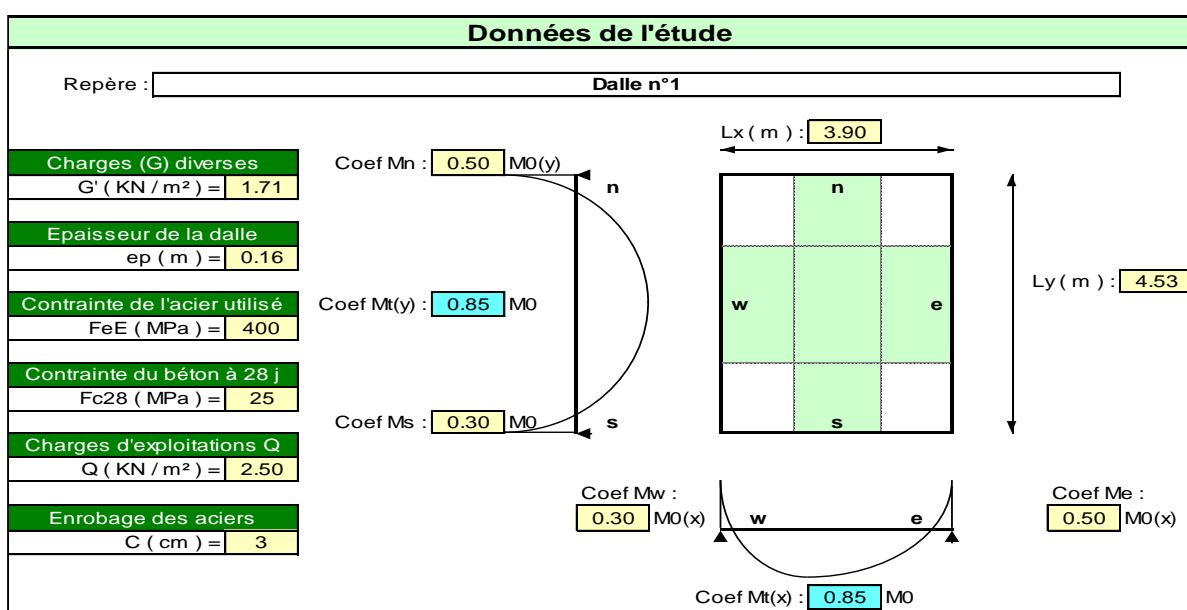 Données de l'étude
Repère : Dalle n°1
Lx ( m ) : 3.90
Charges (G) diverses
G' ( KN / m² ) = 1.71
Coef Mn : 0.50 M0(y)
n
n
Epaisseur de la dalle
ep ( m ) = 0.16
Ly ( m ) : 4.53
Contrainte de l'acier utilisé
FeE ( MPa ) = 400
Coef Mt(y) : 0.85 M0
w
e
Contrainte du béton à 28 j
Fc28 ( MPa ) = 25
Coef Ms : 0.30 M0
s
s
Charges d'exploitations Q
Q ( KN / m² ) = 2.50
Coef Mw :
0.30 M0(x)
w
e
Coef Me :
0.50 M0(x)
Enrobage des aciers
C ( cm ) = 3
Coef Mt(x) : 0.85 M0